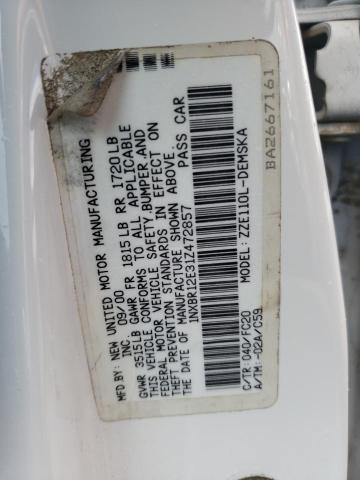 MFD BY: NEW UNITED MOTOR MANUFACTURING
INC. 09/00
GVWR 3515LB GAWR FR 1815LB RR 1720LB
THIS VEHICLE CONFORMS TO ALL APPLICABLE
FEDERAL MOTOR VEHICLE SAFETY,BUMPER,AND
THEFT PREVENTION STANDARDS IN EFFECT ON
THE DATE OF MANUFACTURE SHOWN ABOVE.
1NXBR12E31Z472857 PASS CAR
MODEL: ZZE110L-DEMSKA
C/TR: 040/FC20
A/TM:-02A/C59
BA2667161